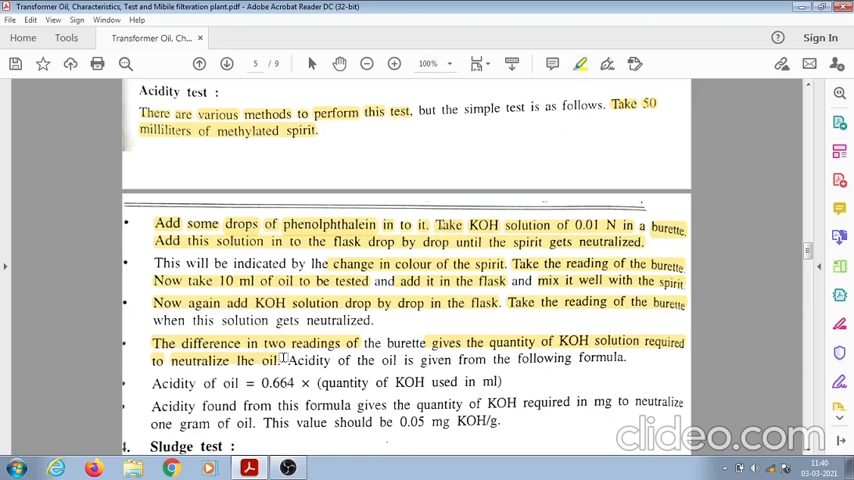 Transformer Oil, Characteristics, Test and Mibile filteration plant.pdf - Adobe Acrobat Reader DC (32-bit)
File Edit View Sign Window Help
Home Tools Transformer Oil, Ch... × Sign In
5 / 9 100%
Acidity test :
There are various methods to perform this test, but the simple test is as follows. Take 50
milliliters of methylated spirit.
• Add some drops of phenolphthalein in to it. Take KOH solution of 0.01 N in a burette.
Add this solution in to the flask drop by drop until the spirit gets neutralized.
• This will be indicated by lhe change in colour of the spirit. Take the reading of the burette.
Now take 10 ml of oil to be tested and add it in the flask and mix it well with the spirit
• Now again add KOH solution drop by drop in the flask. Take the reading of the burette
when this solution gets neutralized.
• The difference in two readings of the burette gives the quantity of KOH solution required
to neutralize lhe oil. Acidity of the oil is given from the following formula.
• Acidity of oil = 0.664 × (quantity of KOH used in ml)
• Acidity found from this formula gives the quantity of KOH required in mg to neutralize
one gram of oil. This value should be 0.05 mg KOH/g.
4. Sludge test :
clideo.com
11:40
03-03-2021